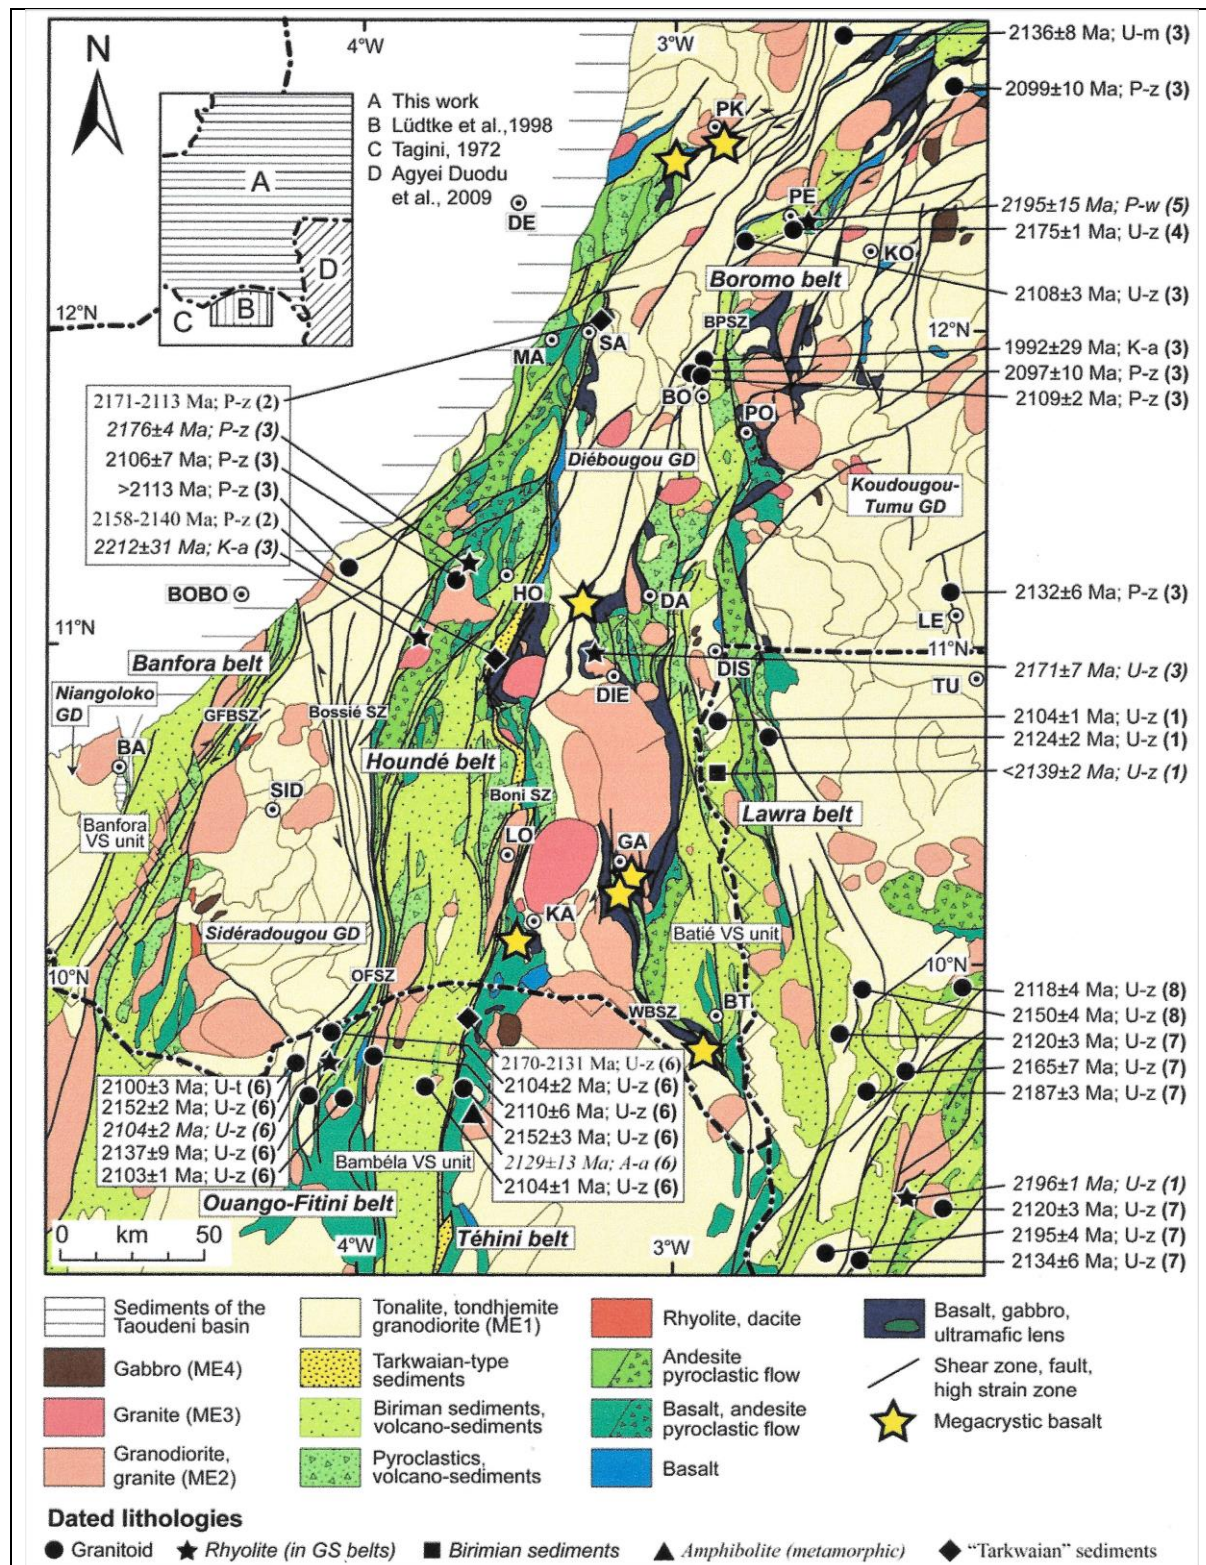 4°W
3°W
N
A This work
B Lüdtke et al.,1998
C Tagini, 1972
D Agyei Duodu
et al., 2009
A
B
C
D
PK
DE
PE
KO
Boromo belt
12°N
12°N
BPSZ
MA
SA
BO
PO
Diébougou GD
Koudougou-
Tumu GD
2136±8 Ma; U-m (3)
2099±10 Ma; P-z (3)
2195±15 Ma; P-w (5)
2175±1 Ma; U-z (4)
2108±3 Ma; U-z (3)
1992±29 Ma; K-a (3)
2097±10 Ma; P-z (3)
2109±2 Ma; P-z (3)
2171-2113 Ma; P-z (2)
2176±4 Ma; P-z (3)
2106±7 Ma; P-z (3)
>2113 Ma; P-z (3)
2158-2140 Ma; P-z (2)
2212±31 Ma; K-a (3)
BOBO
HO
DA
LE
2132±6 Ma; P-z (3)
11°N
11°N
Banfora belt
DIS
TU
DIE
2171±7 Ma; U-z (3)
Niangoloko
GD
GFBSZ
Bossié SZ
BA
Houndé belt
2104±1 Ma; U-z (1)
2124±2 Ma; U-z (1)
<2139±2 Ma; U-z (1)
SID
Boni SZ
Lawra belt
Banfora
VS unit
LO
GA
KA
Sidéradougou GD
Batié VS unit
10°N
10°N
OFSZ
WBSZ
BT
2118±4 Ma; U-z (8)
2150±4 Ma; U-z (8)
2120±3 Ma; U-z (7)
2165±7 Ma; U-z (7)
2187±3 Ma; U-z (7)
2100±3 Ma; U-t (6)
2152±2 Ma; U-z (6)
2104±2 Ma; U-z (6)
2137±9 Ma; U-z (6)
2103±1 Ma; U-z (6)
2170-2131 Ma; U-z (6)
2104±2 Ma; U-z (6)
2110±6 Ma; U-z (6)
2152±3 Ma; U-z (6)
2129±13 Ma; A-a (6)
2104±1 Ma; U-z (6)
Bambéla VS unit
Ouango-Fitini belt
Téhini belt
2196±1 Ma; U-z (1)
2120±3 Ma; U-z (7)
2195±4 Ma; U-z (7)
2134±6 Ma; U-z (7)
0 km 50
4°W
3°W
Sediments of the
Taoudeni basin
Gabbro (ME4)
Granite (ME3)
Granodiorite,
granite (ME2)
Tonalite, tondhjemite
granodiorite (ME1)
Tarkwaian-type
sediments
Biriman sediments,
volcano-sediments
Pyroclastics,
volcano-sediments
Rhyolite, dacite
Andesite
pyroclastic flow
Basalt, andesite
pyroclastic flow
Basalt
Basalt, gabbro,
ultramafic lens
Shear zone, fault,
high strain zone
Megacrystic basalt
Dated lithologies
Granitoid
Rhyolite (in GS belts)
Birimian sediments
Amphibolite (metamorphic)
"Tarkwaian" sediments